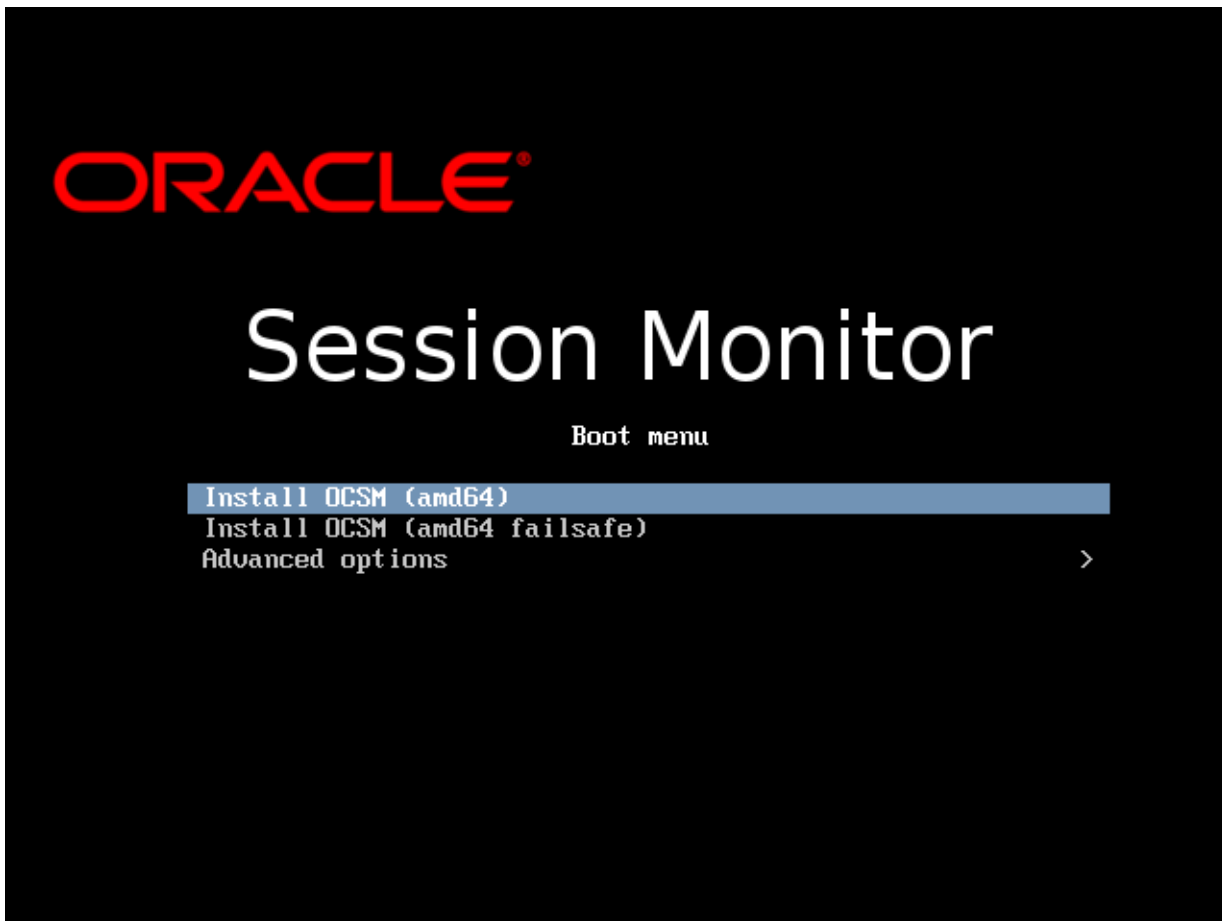 ORACLE®
Session Monitor
Boot menu
Install OCSM (amd64)
Install OCSM (amd64 failsafe)
Advanced options >